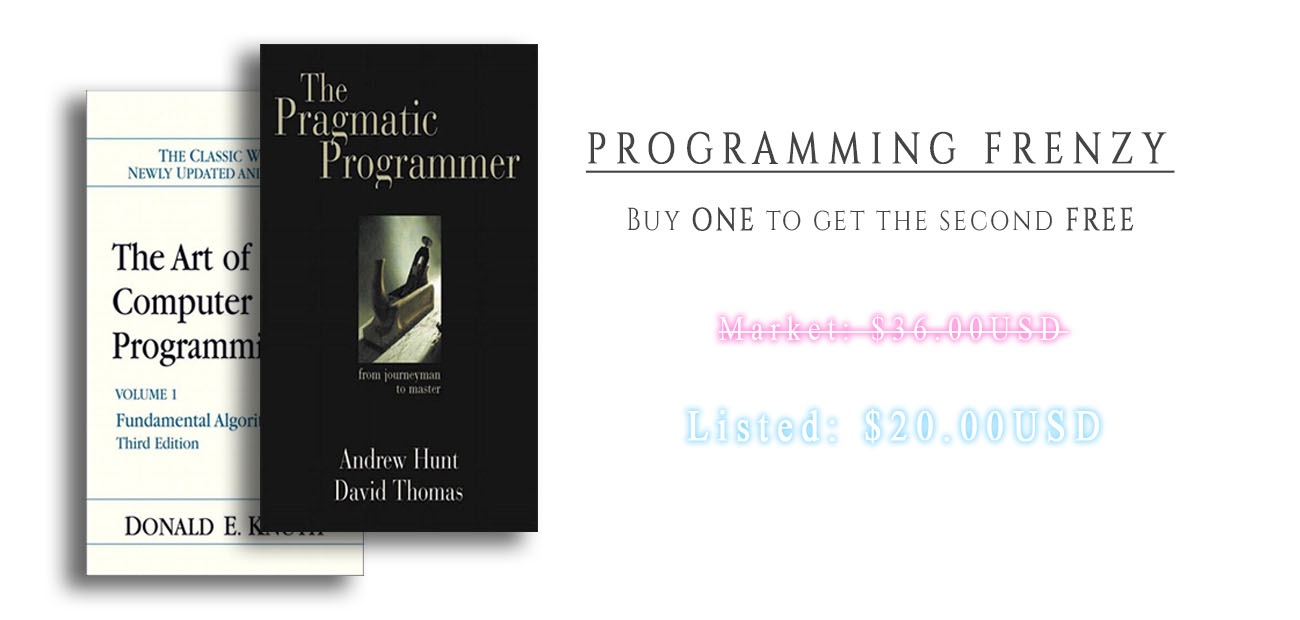 THE CLASSIC W
NEWLY UPDATED AND
The Art of
Computer
Programmi
VOLUME 1
Fundamental Algorit
Third Edition
DONALD E. KNUTH
The
Pragmatic
Programmer
from journeyman
to master
Andrew Hunt
David Thomas
PROGRAMMING FRENZY
BUY ONE TO GET THE SECOND FREE
Market: $36.00USD
Listed: $20.00USD